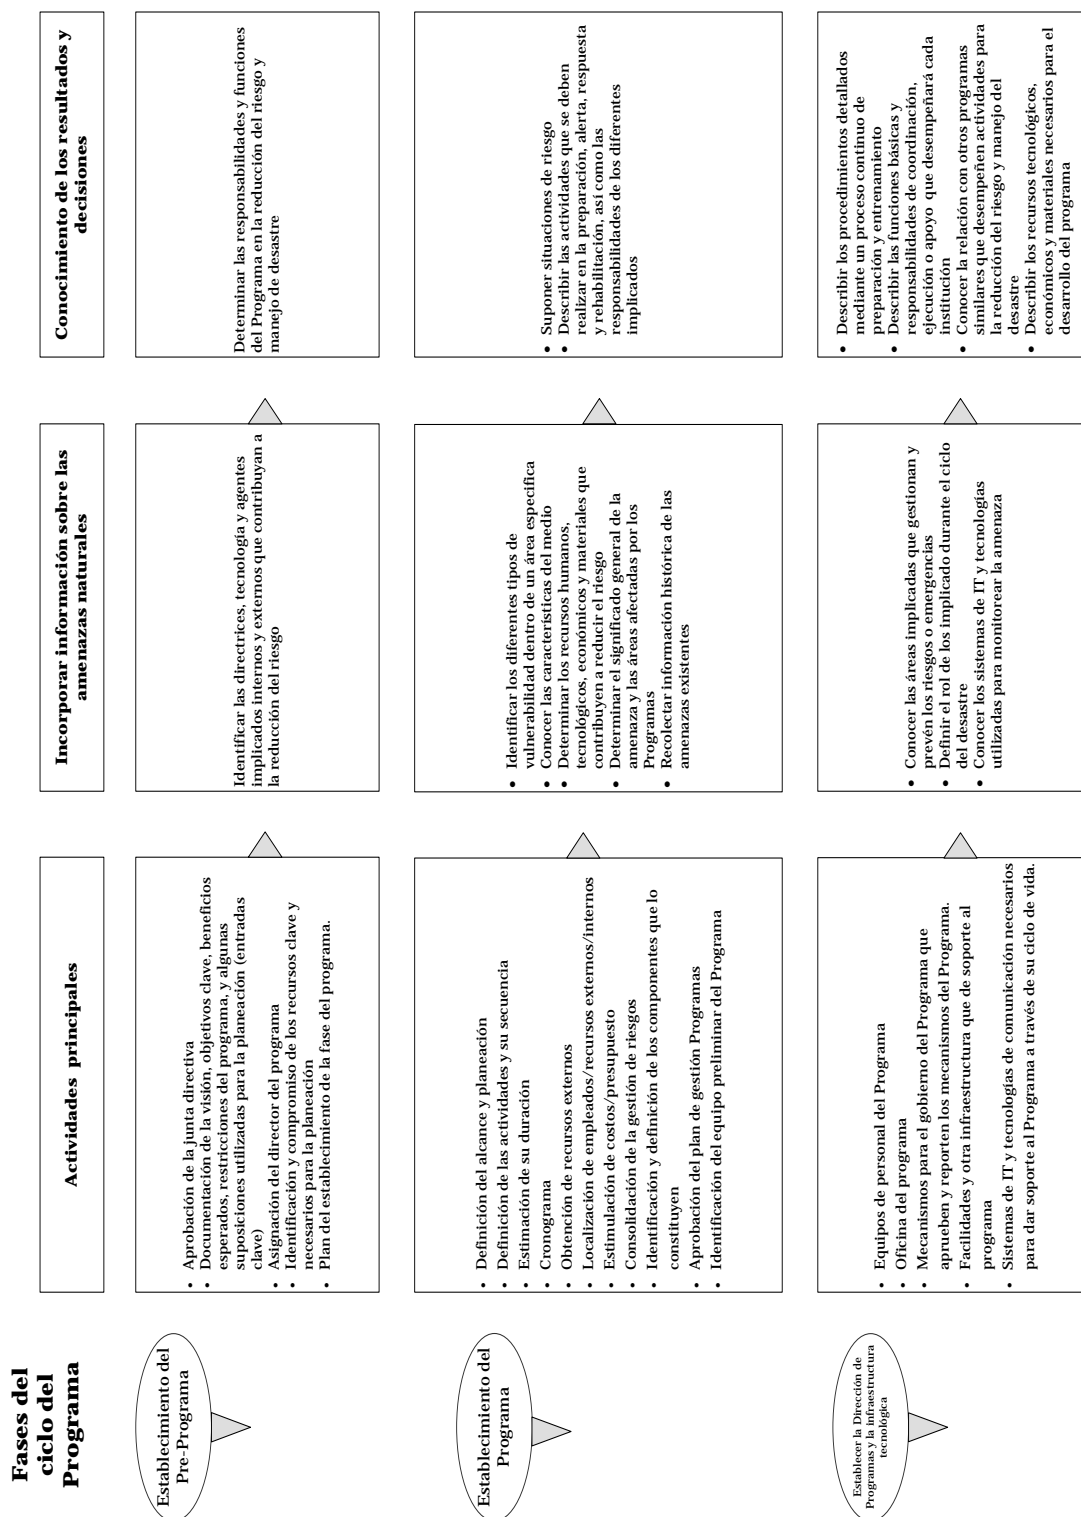 Fases del
ciclo del
Programa
Actividades principales
Incorporar información sobre las
amenazas naturales
Conocimiento de los resultados y
decisiones
Establecimiento del
Pre-Programa
• Aprobación de la junta directiva
• Documentación de la visión, objetivos clave, beneficios
esperados, restricciones del programa, y algunas
suposiciones utilizadas para la planeación (entradas
clave)
• Asignación del director del programa
• Identificación y compromiso de los recursos clave y
necesarios para la planeación
• Plan del establecimiento de la fase del programa.
Identificar las directrices, tecnología y agentes
implicados internos y externos que contribuyan a
la reducción del riesgo
Determinar las responsabilidades y funciones
del Programa en la reducción del riesgo y
manejo de desastre
Establecimiento del
Programa
• Definición del alcance y planeación
• Definición de las actividades y su secuencia
• Estimación de su duración
• Cronograma
• Obtención de recursos externos
• Localización de empleados/recursos externos/internos
• Estimulación de costos/presupuesto
• Consolidación de la gestión de riesgos
• Identificación y definición de los componentes que lo
constituyen
• Aprobación del plan de gestión Programas
• Identificación del equipo preliminar del Programa
• Identificar los diferentes tipos de
vulnerabilidad dentro de un área específica
• Conocer las características del medio
• Determinar los recursos humanos,
tecnológicos, económicos y materiales que
contribuyen a reducir el riesgo
• Determinar el significado general de la
amenaza y las áreas afectadas por los
Programas
• Recolectar información histórica de las
amenazas existentes
• Suponer situaciones de riesgo
• Describir las actividades que se deben
realizar en la preparación, alerta, respuesta
y rehabilitación, así como las
responsabilidades de los diferentes
implicados
Establecer la Dirección de
Programas y la infraestructura
tecnológica
• Equipos de personal del Programa
• Oficina del programa
• Mecanismos para el gobierno del Programa que
aprueben y reporten los mecanismos del Programa.
• Facilidades y otra infraestructura que de soporte al
programa
• Sistemas de IT y tecnologías de comunicación necesarios
para dar soporte al Programa a través de su ciclo de vida.
• Conocer las áreas implicadas que gestionan y
prevén los riesgos o emergencias
• Definir el rol de los implicado durante el ciclo
del desastre
• Conocer los sistemas de IT y tecnologías
utilizadas para monitorear la amenaza
• Describir los procedimientos detallados
mediante un proceso continuo de
preparación y entrenamiento
• Describir las funciones básicas y
responsabilidades de coordinación,
ejecución o apoyo que desempeñará cada
institución
• Conocer la relación con otros programas
similares que desempeñen actividades para
la reducción del riesgo y manejo del
desastre
• Describir los recursos tecnológicos,
económicos y materiales necesarios para el
desarrollo del programa